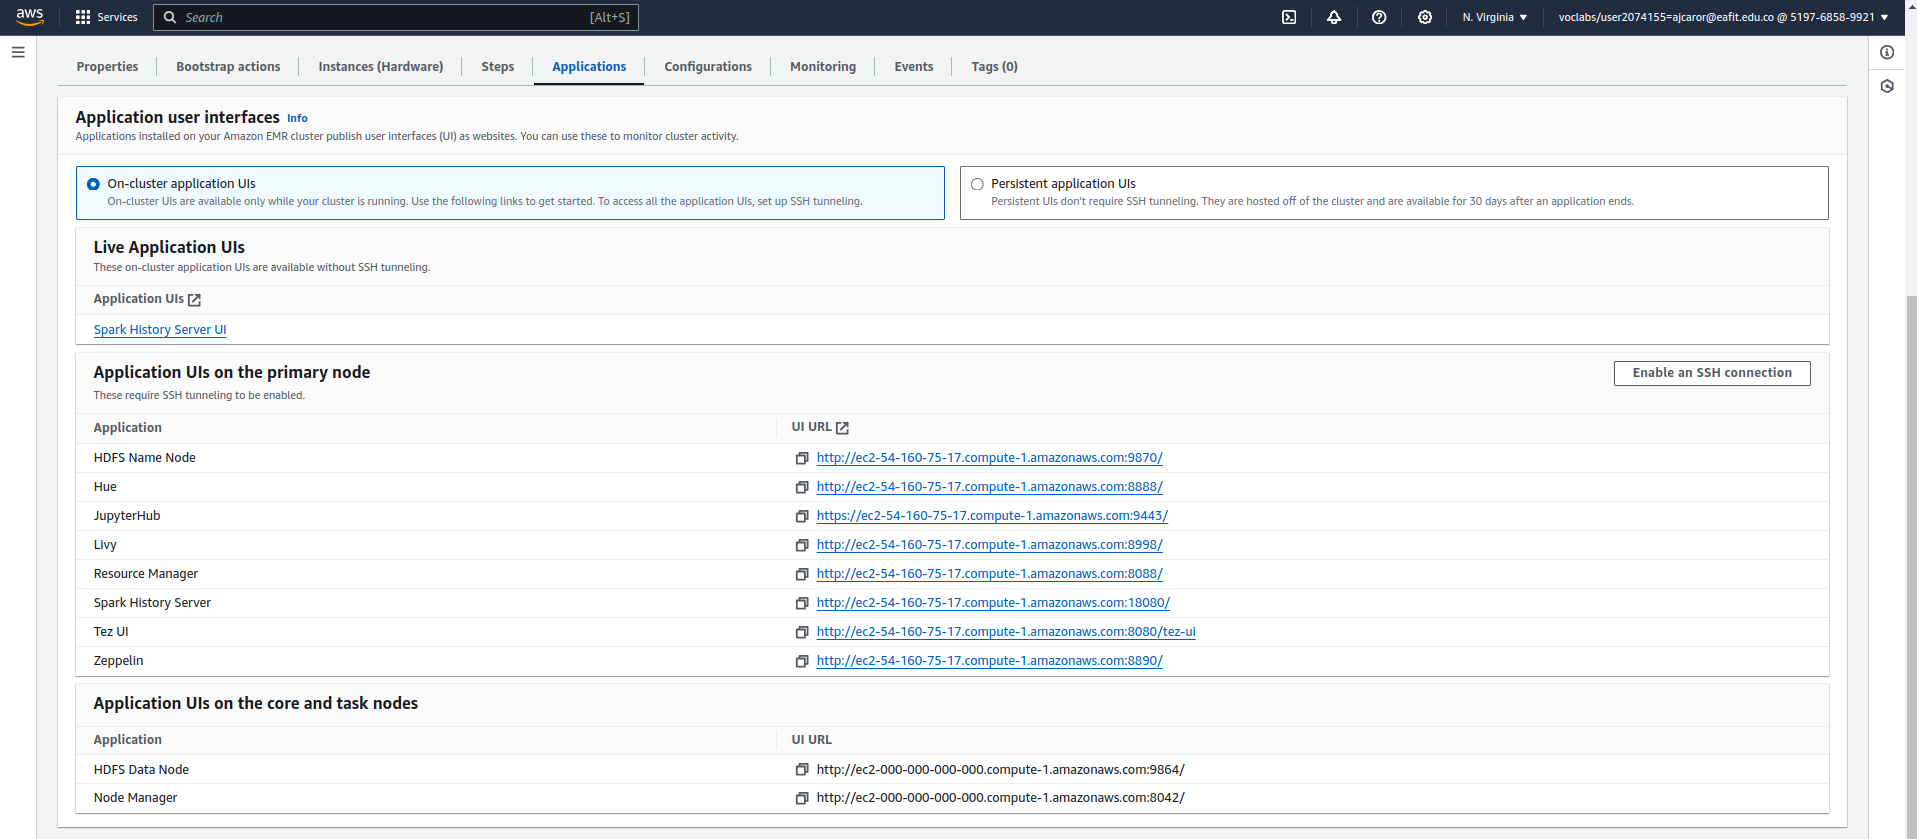 aws Services Search [Alt+S] N. Virginia voclabs/user2074155=ajcaror@eafit.edu.co @ 5197-6858-9921
Properties Bootstrap actions Instances (Hardware) Steps Applications Configurations Monitoring Events Tags (0)
Application user interfaces Info
Applications installed on your Amazon EMR cluster publish user interfaces (UI) as websites. You can use these to monitor cluster activity.
On-cluster application UIs
On-cluster UIs are available only while your cluster is running. Use the following links to get started. To access all the application UIs, set up SSH tunneling.
Persistent application UIs
Persistent UIs don't require SSH tunneling. They are hosted off of the cluster and are available for 30 days after an application ends.
Live Application UIs
These on-cluster application UIs are available without SSH tunneling.
Application UIs
Spark History Server UI
Application UIs on the primary node
Enable an SSH connection
These require SSH tunneling to be enabled.
Application UI URL
HDFS Name Node http://ec2-54-160-75-17.compute-1.amazonaws.com:9870/
Hue http://ec2-54-160-75-17.compute-1.amazonaws.com:8888/
JupyterHub https://ec2-54-160-75-17.compute-1.amazonaws.com:9443/
Livy http://ec2-54-160-75-17.compute-1.amazonaws.com:8998/
Resource Manager http://ec2-54-160-75-17.compute-1.amazonaws.com:8088/
Spark History Server http://ec2-54-160-75-17.compute-1.amazonaws.com:18080/
Tez UI http://ec2-54-160-75-17.compute-1.amazonaws.com:8080/tez-ui
Zeppelin http://ec2-54-160-75-17.compute-1.amazonaws.com:8890/
Application UIs on the core and task nodes
Application UI URL
HDFS Data Node http://ec2-000-000-000-000.compute-1.amazonaws.com:9864/
Node Manager http://ec2-000-000-000-000.compute-1.amazonaws.com:8042/